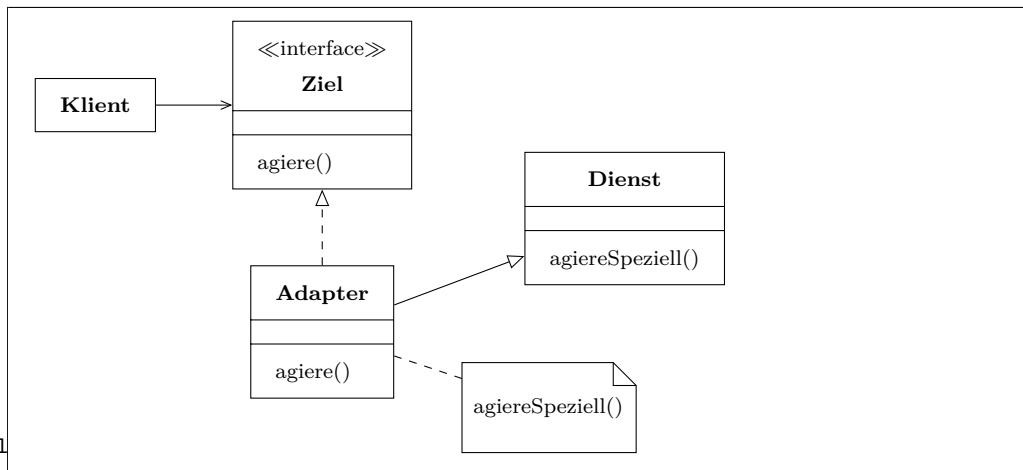 ≪interface≫
Ziel
Klient
agiere()
Dienst
agiereSpeziell()
Adapter
agiere()
agiereSpeziell()